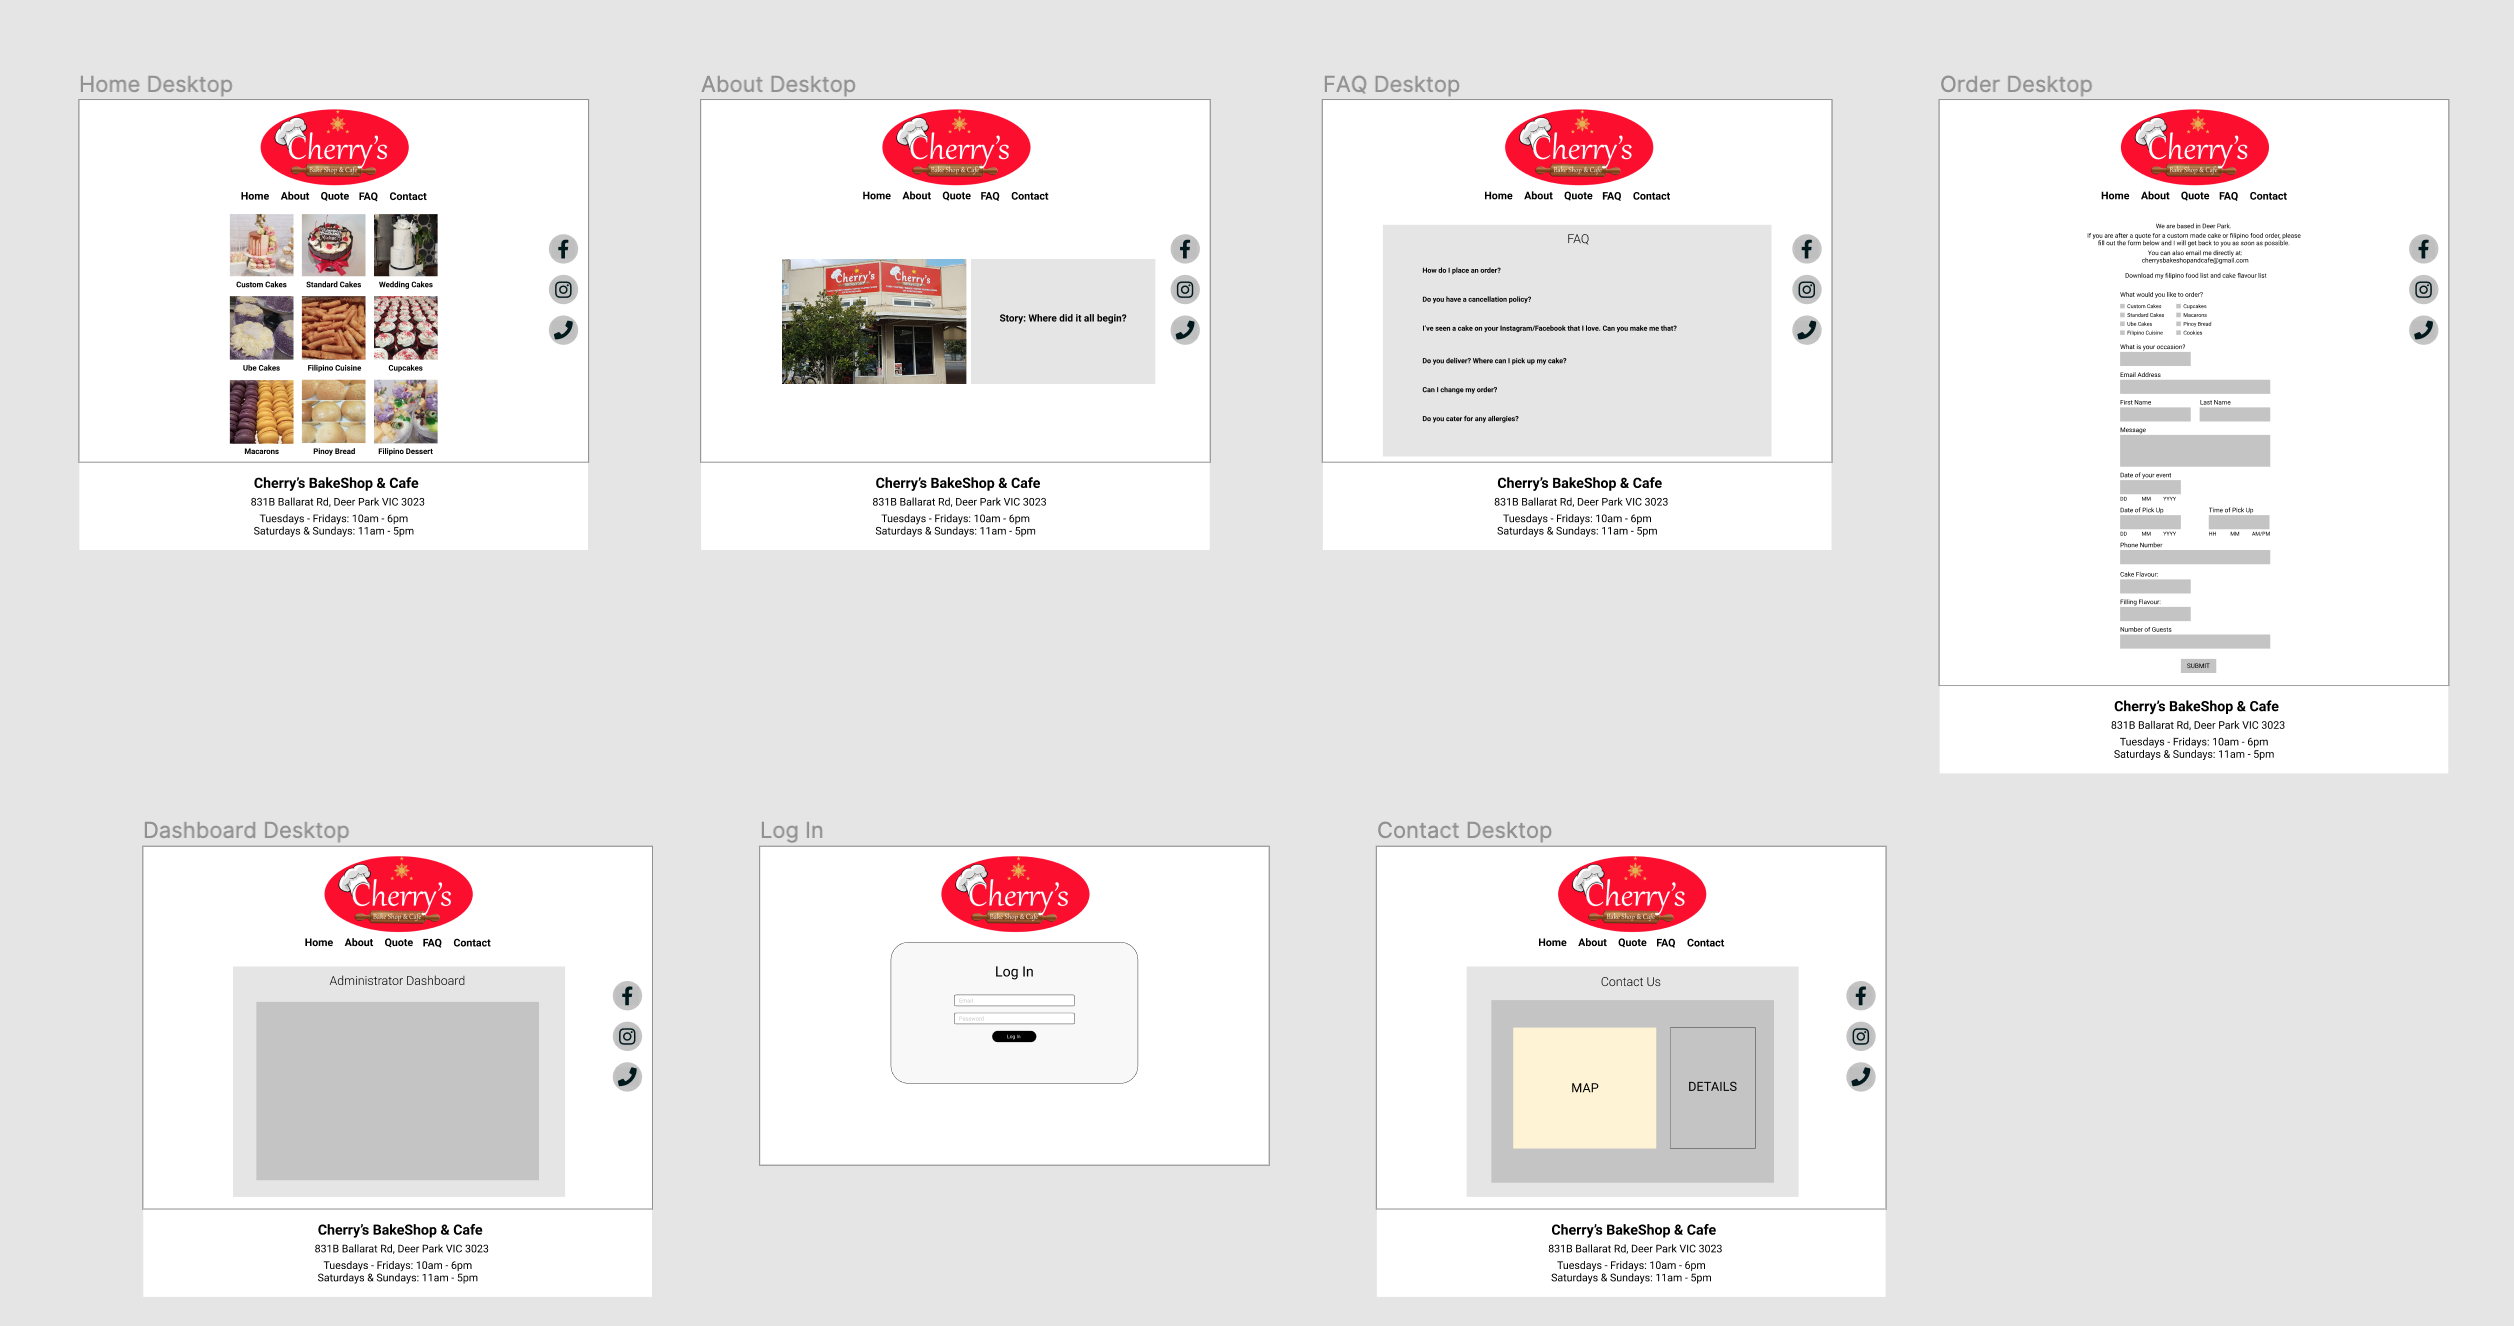 Home Desktop
Cherry's
Bake Shop & Cafe
Home About Quote FAQ Contact
Custom Cakes Standard Cakes Wedding Cakes
Ube Cakes Filipino Cuisine Cupcakes
Macarons Pinoy Bread Filipino Dessert
Cherry's BakeShop & Cafe
831B Ballarat Rd, Deer Park VIC 3023
Tuesdays - Fridays: 10am - 6pm
Saturdays & Sundays: 11am - 5pm
About Desktop
Cherry's
Bake Shop & Cafe
Home About Quote FAQ Contact
Cherry's Cherry's
Story: Where did it all begin?
Cherry's BakeShop & Cafe
831B Ballarat Rd, Deer Park VIC 3023
Tuesdays - Fridays: 10am - 6pm
Saturdays & Sundays: 11am - 5pm
FAQ Desktop
Cherry's
Bake Shop & Cafe
Home About Quote FAQ Contact
FAQ
How do I place an order?
Do you have a cancellation policy?
I've seen a cake on your Instagram/Facebook that I love. Can you make me that?
Do you deliver? Where can I pick up my cake?
Can I change my order?
Do you cater for any allergies?
Cherry's BakeShop & Cafe
831B Ballarat Rd, Deer Park VIC 3023
Tuesdays - Fridays: 10am - 6pm
Saturdays & Sundays: 11am - 5pm
Order Desktop
Cherry's
Bake Shop & Cafe
Home About Quote FAQ Contact
We are based in Deer Park.
If you are after a quote for a custom made cake or filipino food order, please
fill out the form below and I will get back to you as soon as possible.
You can also email me directly at:
cherrysbakeshopandcafe@gmail.com
Download my filipino food list and cake flavour list
What would you like to order?
Custom Cakes Cupcakes
Standard Cakes Macarons
Ube Cakes Pinoy Bread
Filipino Cuisine Cookies
What is your occasion?
Email Address
First Name Last Name
Message
Date of your event
DD MM YYYY
Date of Pick Up Time of Pick Up
DD MM YYYY HH MM AM/PM
Phone Number
Cake Flavour:
Filling Flavour:
Number of Guests
SUBMIT
Cherry's BakeShop & Cafe
831B Ballarat Rd, Deer Park VIC 3023
Tuesdays - Fridays: 10am - 6pm
Saturdays & Sundays: 11am - 5pm
Dashboard Desktop
Cherry's
Bake Shop & Cafe
Home About Quote FAQ Contact
Administrator Dashboard
Cherry's BakeShop & Cafe
831B Ballarat Rd, Deer Park VIC 3023
Tuesdays - Fridays: 10am - 6pm
Saturdays & Sundays: 11am - 5pm
Log In
Cherry's
Bake Shop & Cafe
Log In
Email
Password
Log In
Contact Desktop
Cherry's
Bake Shop & Cafe
Home About Quote FAQ Contact
Contact Us
MAP
DETAILS
Cherry's BakeShop & Cafe
831B Ballarat Rd, Deer Park VIC 3023
Tuesdays - Fridays: 10am - 6pm
Saturdays & Sundays: 11am - 5pm